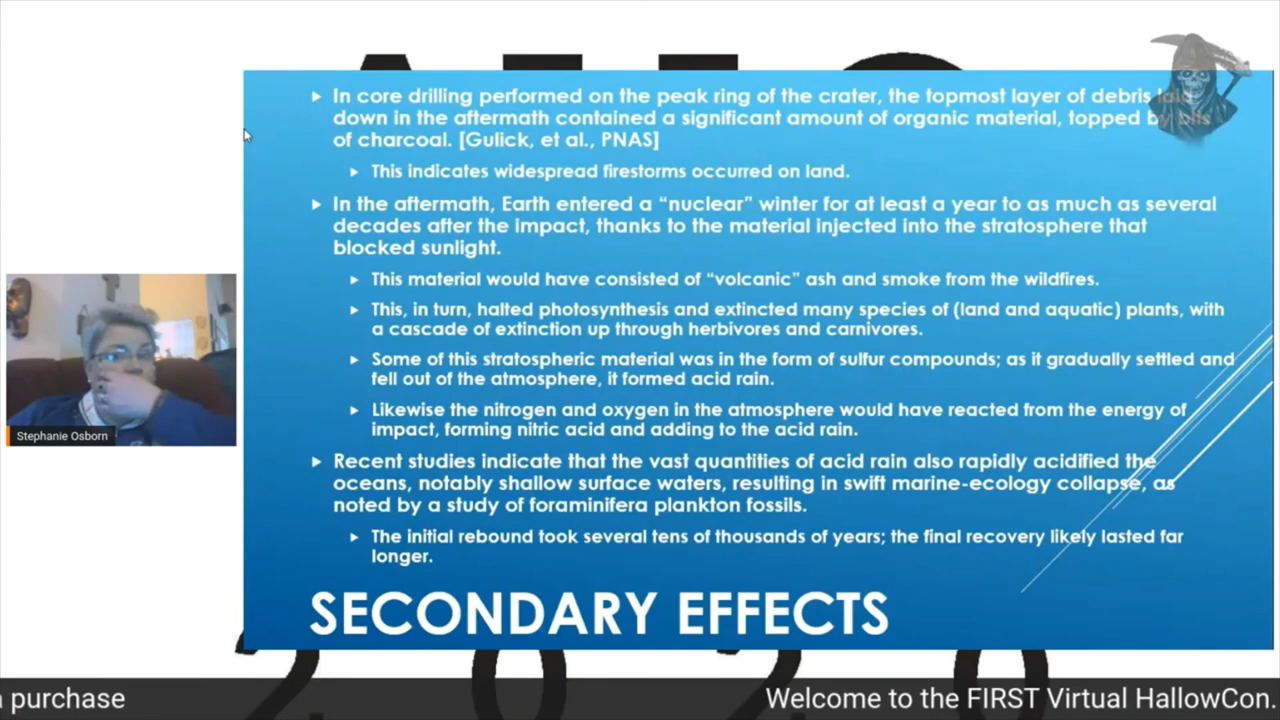 ▸ In core drilling performed on the peak ring of the crater, the topmost layer of debris laid
down in the aftermath contained a significant amount of organic material, topped by bits
of charcoal. [Gulick, et al., PNAS]
▸ This indicates widespread firestorms occurred on land.
▸ In the aftermath, Earth entered a “nuclear” winter for at least a year to as much as several
decades after the impact, thanks to the material injected into the stratosphere that
blocked sunlight.
▸ This material would have consisted of “volcanic” ash and smoke from the wildfires.
▸ This, in turn, halted photosynthesis and extincted many species of (land and aquatic) plants, with
a cascade of extinction up through herbivores and carnivores.
▸ Some of this stratospheric material was in the form of sulfur compounds; as it gradually settled and
fell out of the atmosphere, it formed acid rain.
▸ Likewise the nitrogen and oxygen in the atmosphere would have reacted from the energy of
impact, forming nitric acid and adding to the acid rain.
▸ Recent studies indicate that the vast quantities of acid rain also rapidly acidified the
oceans, notably shallow surface waters, resulting in swift marine-ecology collapse, as
noted by a study of foraminifera plankton fossils.
▸ The initial rebound took several tens of thousands of years; the final recovery likely lasted far
longer.
SECONDARY EFFECTS
Stephanie Osborn
2020
a purchase
Welcome to the FIRST Virtual HallowCon.